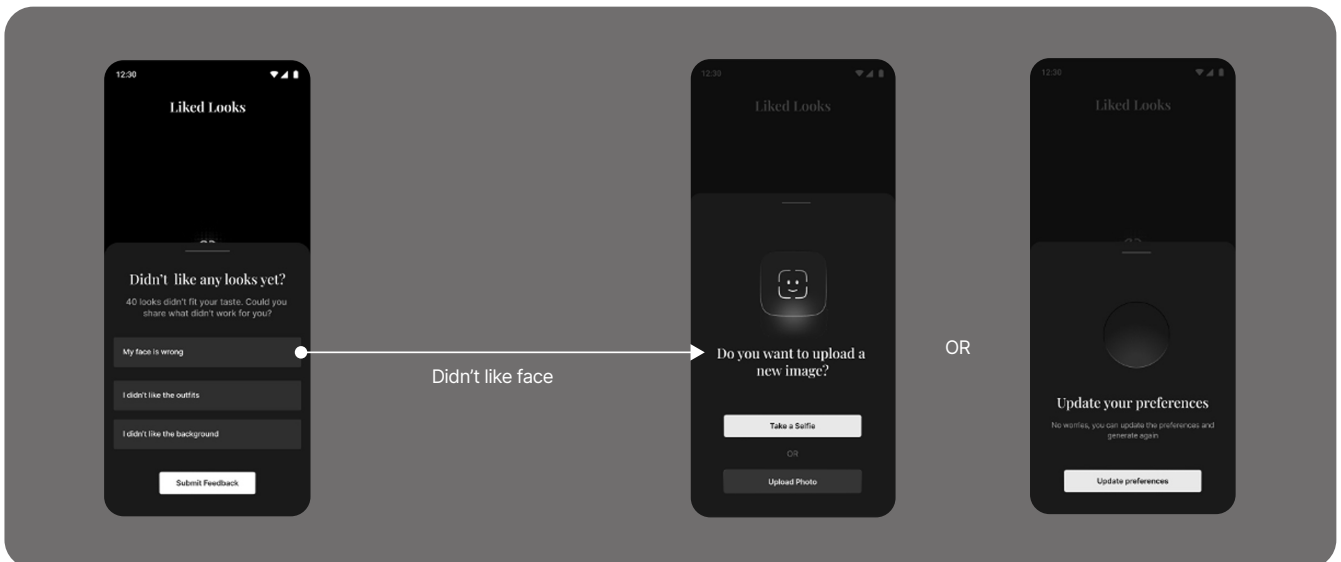 12:30
Liked Looks
Didn't like any looks yet?
40 looks didn't fit your taste. Could you
share what didn't work for you?
My face is wrong
I didn't like the outfits
I didn't like the background
Submit Feedback
Didn't like face
12:30
Liked Looks
Do you want to upload a
new image?
Take a Selfie
OR
Upload Photo
OR
12:30
Liked Looks
Update your preferences
No worries, you can update the preferences and
generate again
Update preferences